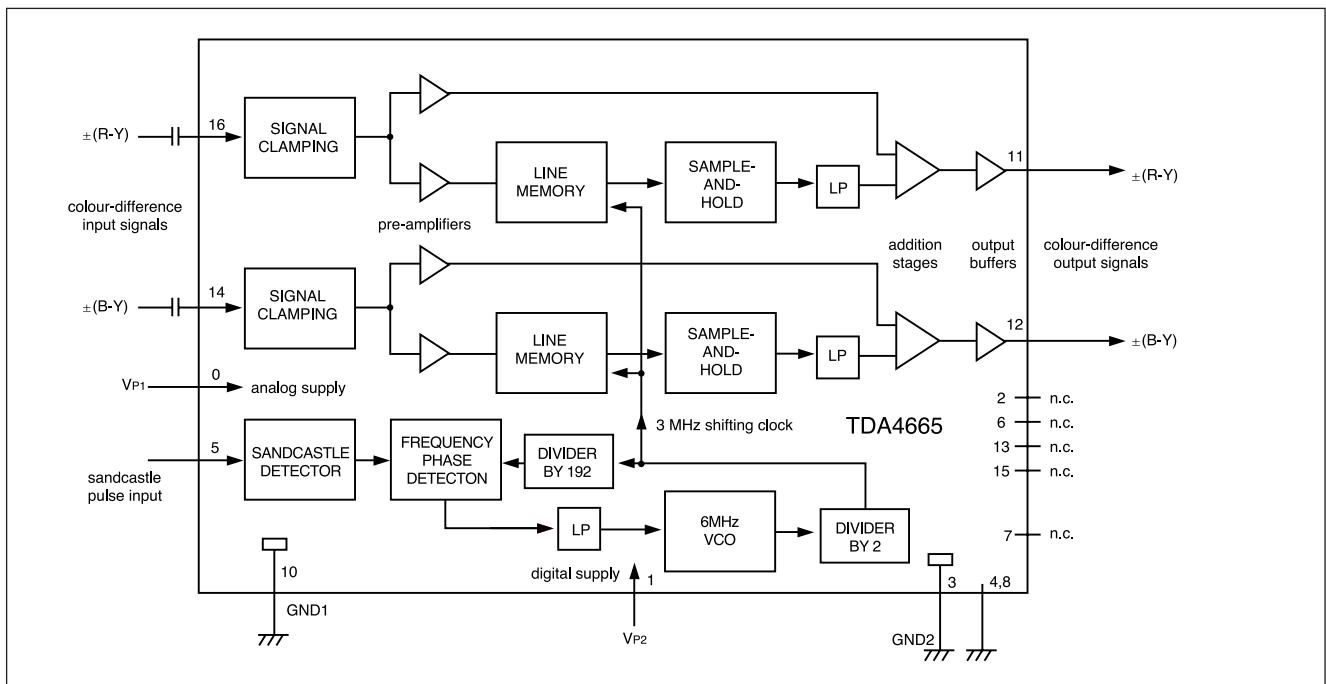 ±(R-Y)
16
SIGNAL
CLAMPING
LINE
MEMORY
SAMPLE-
AND-
HOLD
LP
11
±(R-Y)
colour-difference
input signals
pre-amplifiers
addition
stages
output
buffers
colour-difference
output signals
±(B-Y)
14
SIGNAL
CLAMPING
LINE
MEMORY
SAMPLE-
AND-
HOLD
LP
12
±(B-Y)
VP1
0
analog supply
2
n.c.
6
n.c.
13
n.c.
15
n.c.
7
n.c.
3 MHz shifting clock
TDA4665
sandcastle
pulse input
5
SANDCASTLE
DETECTOR
FREQUENCY
PHASE
DETECTON
DIVIDER
BY 192
LP
6MHz
VCO
DIVIDER
BY 2
10
GND1
digital supply
1
VP2
3
GND2
4,8